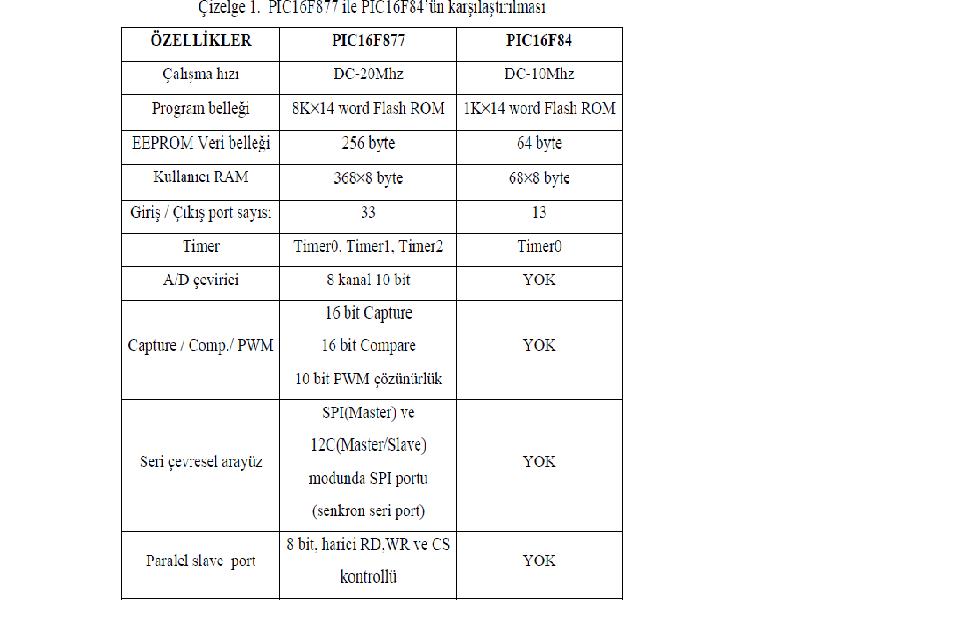 Çizelge 1. PIC16F877 ile PIC16F84'ün karşılaştırılması
ÖZELLİKLER PIC16F877 PIC16F84
Çalışma hızı DC-20Mhz DC-10Mhz
Program belleği 8K×14 word Flash ROM 1K×14 word Flash ROM
EEPROM Veri belleği 256 byte 64 byte
Kullanıcı RAM 368×8 byte 68×8 byte
Giriş / Çıkış port sayısı 33 13
Timer Timer0. Timer1, Timer2 Timer0
A/D çevirici 8 kanal 10 bit YOK
16 bit Capture
Capture / Comp./ PWM 16 bit Compare YOK
10 bit PWM çözünürlük
SPI(Master) ve
12C(Master/Slave)
Seri çevresel arayüz YOK
modunda SPI portu
(senkron seri port)
8 bit, harici RD,WR ve CS
Paralel slave port YOK
kontrollü